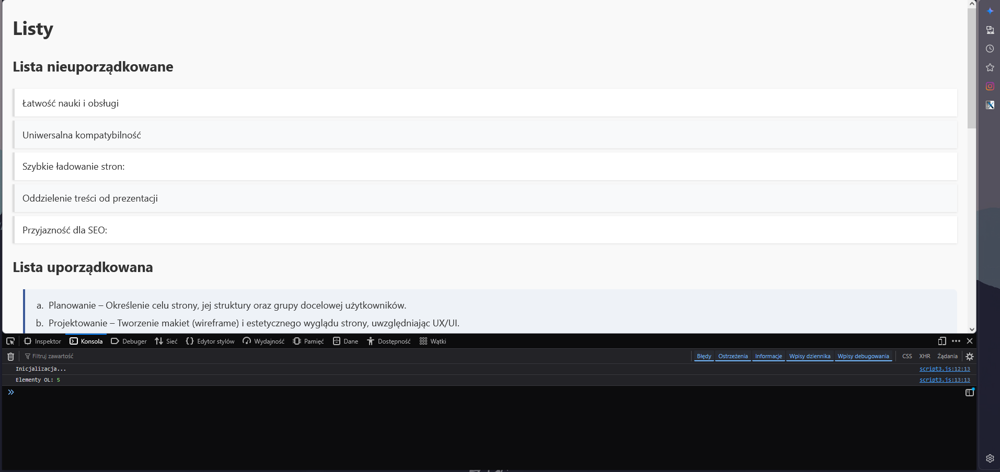 Listy
Lista nieuporządkowane
Łatwość nauki i obsługi
Uniwersalna kompatybilność
Szybkie ładowanie stron:
Oddzielenie treści od prezentacji
Przyjazność dla SEO:
Lista uporządkowana
a. Planowanie – Określenie celu strony, jej struktury oraz grupy docelowej użytkowników.
b. Projektowanie – Tworzenie makiet (wireframe) i estetycznego wyglądu strony, uwzględniając UX/UI.
Inspektor Konsola Debuger Sieć Edytor stylów Wydajność Pamięć Dane Dostępność Wątki
Filtruj zawartość Błędy Ostrzeżenia Informacje Wpisy dziennika Wpisy debugowania CSS XHR Żądania
Inicjalizacja... script3.js:12:13
Elementy OL: 5 script3.js:13:13